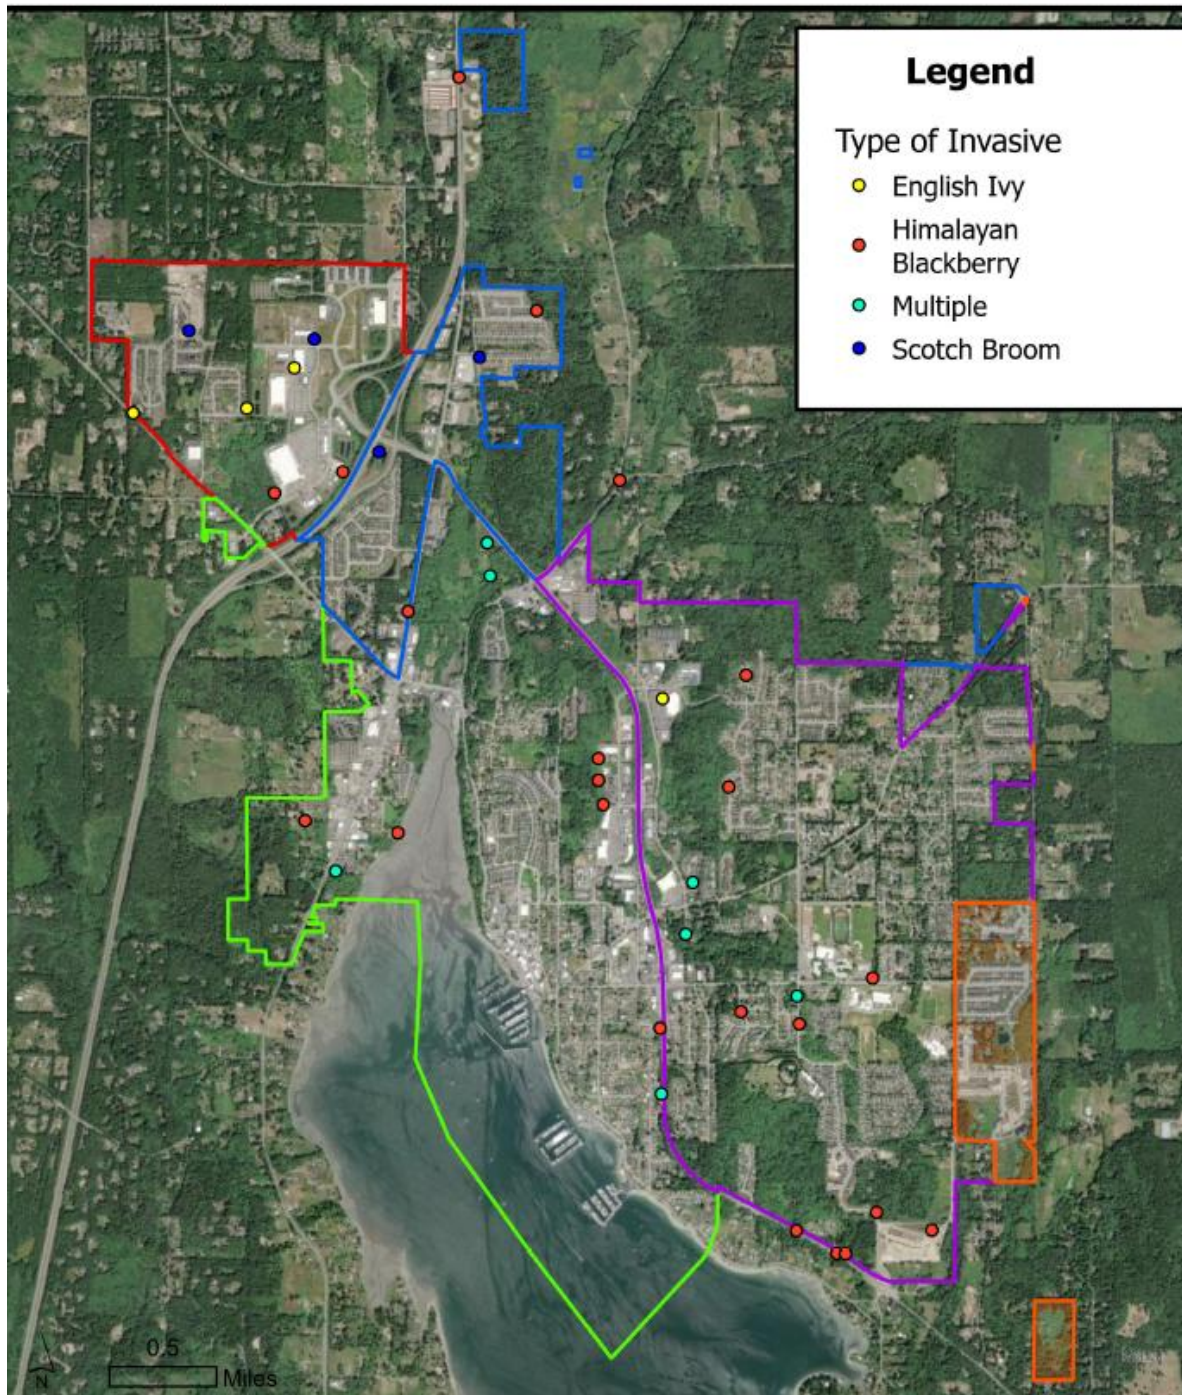 Legend
Type of Invasive
English Ivy
Himalayan
Blackberry
Multiple
Scotch Broom
0.5
Miles
N